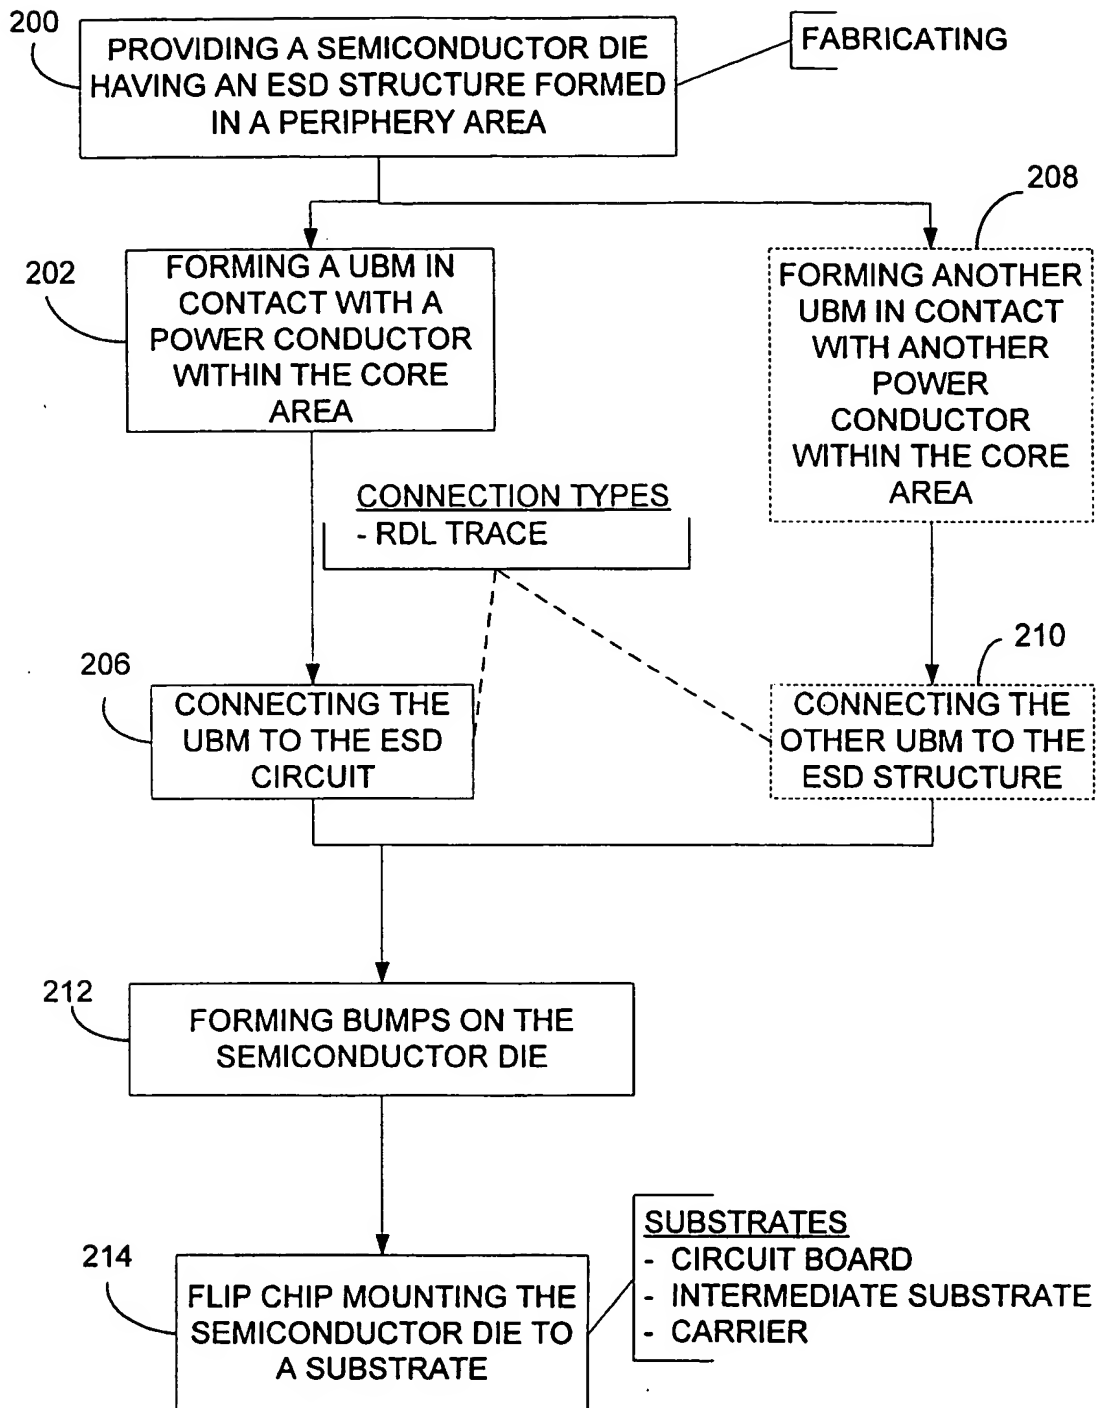 200
PROVIDING A SEMICONDUCTOR DIE
HAVING AN ESD STRUCTURE FORMED
IN A PERIPHERY AREA
FABRICATING
208
202
FORMING A UBM IN
CONTACT WITH A
POWER CONDUCTOR
WITHIN THE CORE
AREA
FORMING ANOTHER
UBM IN CONTACT
WITH ANOTHER
POWER
CONDUCTOR
WITHIN THE CORE
AREA
CONNECTION TYPES
- RDL TRACE
206
CONNECTING THE
UBM TO THE ESD
CIRCUIT
210
CONNECTING THE
OTHER UBM TO THE
ESD STRUCTURE
212
FORMING BUMPS ON THE
SEMICONDUCTOR DIE
214
FLIP CHIP MOUNTING THE
SEMICONDUCTOR DIE TO
A SUBSTRATE
SUBSTRATES
- CIRCUIT BOARD
- INTERMEDIATE SUBSTRATE
- CARRIER